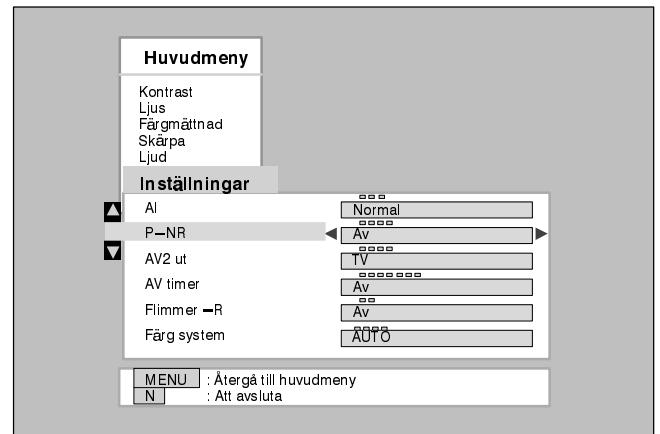 Huvudmeny
Kontrast
Ljus
Färgmättnad
Skärpa
Ljud
Inställningar
AI Normal
P–NR Av
AV2 ut TV
AV timer Av
Flimmer –R Av
Färg system AUTO
MENU : Återgå till huvudmeny
N : Att avsluta